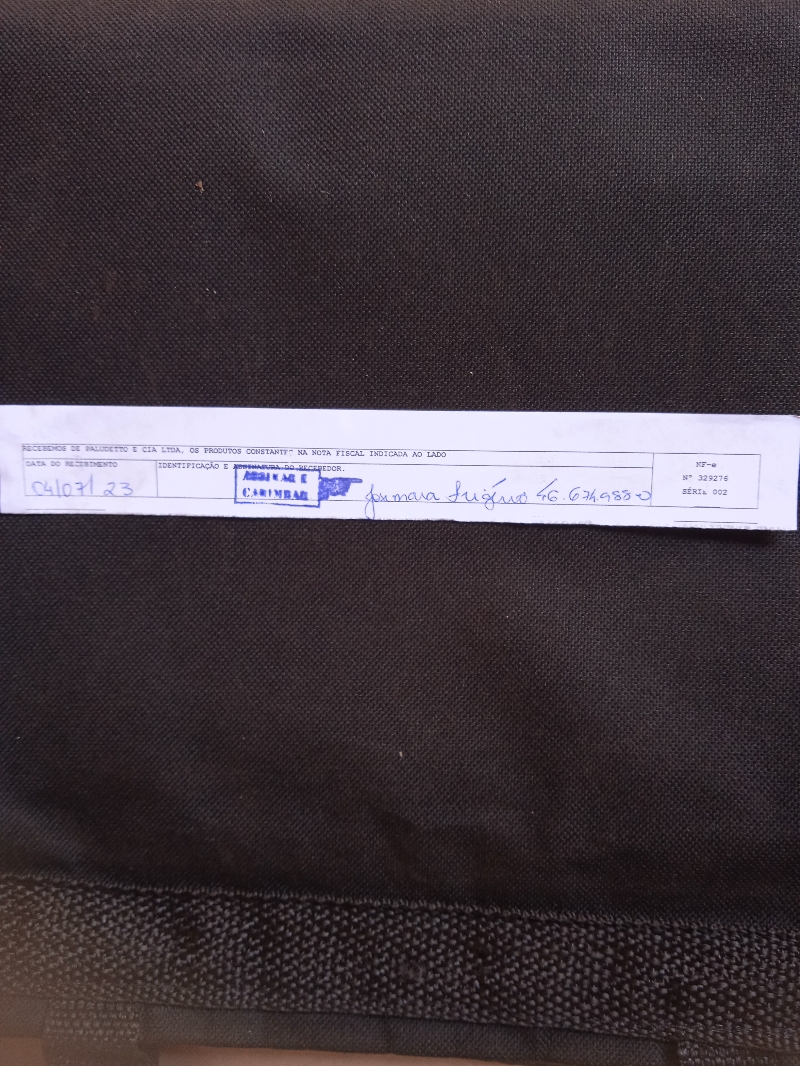 RECEBEMOS DE PALUDETTO E CIA LTDA, OS PRODUTOS CONSTANTES NA NOTA FISCAL INDICADA AO LADO
DATA DO RECEBIMENTO
04/07/23
IDENTIFICAÇÃO E ASSINATURA DO RECEBEDOR.
ASSINAR E
CARIMBAR
46.674.988-0
NF-e
N° 329276
SÉRIE 002